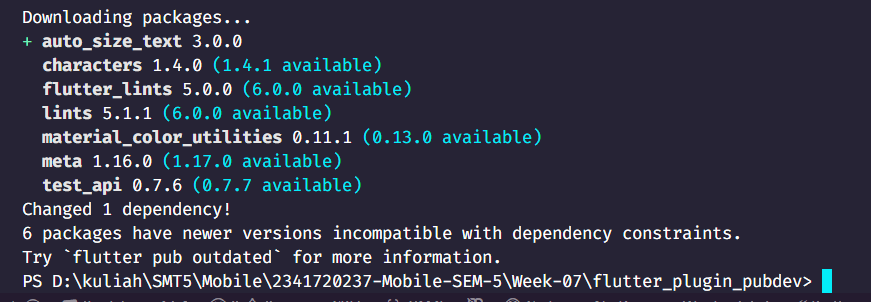 Downloading packages...
+ auto_size_text 3.0.0
characters 1.4.0 (1.4.1 available)
flutter_lints 5.0.0 (6.0.0 available)
lints 5.1.1 (6.0.0 available)
material_color_utilities 0.11.1 (0.13.0 available)
meta 1.16.0 (1.17.0 available)
test_api 0.7.6 (0.7.7 available)
Changed 1 dependency!
6 packages have newer versions incompatible with dependency constraints.
Try `flutter pub outdated` for more information.
PS D:\kuliah\SMT5\Mobile\2341720237-Mobile-SEM-5\Week-07\flutter_plugin_pubdev>